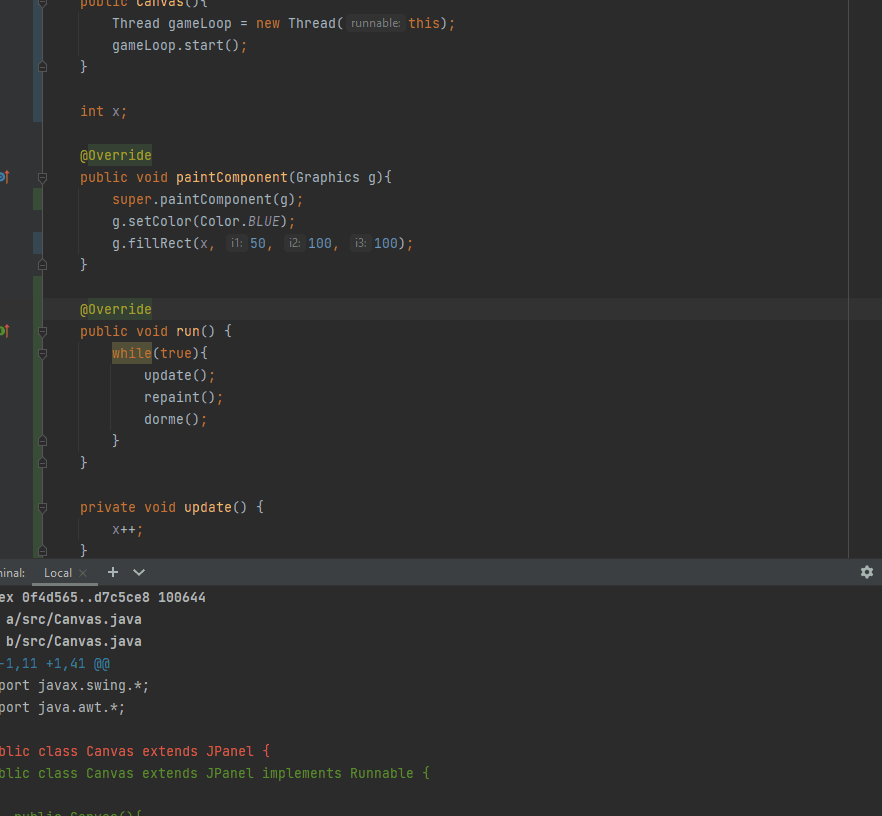 public Canvas(){
Thread gameLoop = new Thread( runnable: this);
gameLoop.start();
}
int x;
@Override
public void paintComponent(Graphics g){
super.paintComponent(g);
g.setColor(Color.BLUE);
g.fillRect(x, i1: 50, i2: 100, i3: 100);
}
@Override
public void run() {
while(true){
update();
repaint();
dorme();
}
}
private void update() {
x++;
}
inal: Local × + 
ex 0f4d565..d7c5ce8 100644
a/src/Canvas.java
b/src/Canvas.java
-1,11 +1,41 @@
port javax.swing.*;
port java.awt.*;
blic class Canvas extends JPanel {
blic class Canvas extends JPanel implements Runnable {
public Canvas(){